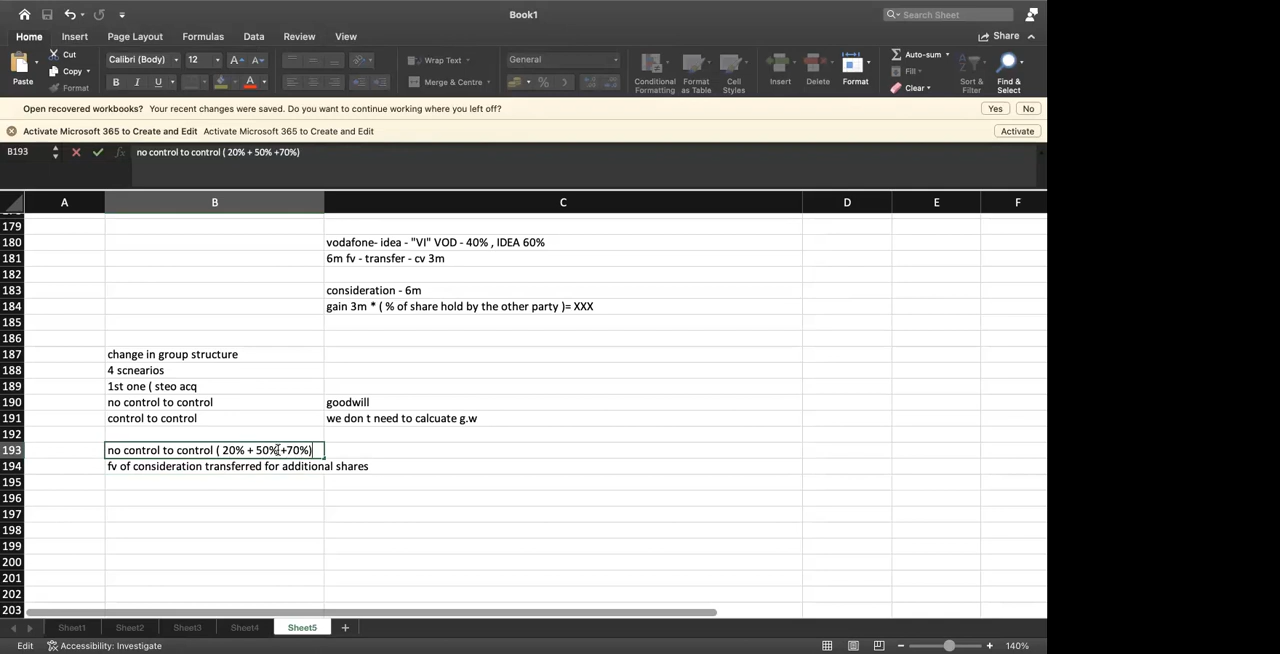 Book1
Search Sheet
Home Insert Page Layout Formulas Data Review View
Share
Paste
Cut
Copy
Format
Calibri (Body) 12 A A
B I U A
Wrap Text
Merge & Centre
General
%
Conditional Formatting
Format as Table
Cell Styles
Insert
Delete
Format
Auto-sum
Fill
Clear
Sort & Filter
Find & Select
Open recovered workbooks? Your recent changes were saved. Do you want to continue working where you left off?
Yes No
Activate Microsoft 365 to Create and Edit Activate Microsoft 365 to Create and Edit
Activate
B193 fx no control to control ( 20% + 50% +70%)
A B C D E F
179
180 vodafone- idea - "VI" VOD - 40% , IDEA 60%
181 6m fv - transfer - cv 3m
182
183 consideration - 6m
184 gain 3m * ( % of share hold by the other party )= XXX
185
186
187 change in group structure
188 4 scnearios
189 1st one ( steo acq
190 no control to control goodwill
191 control to control we don t need to calcuate g.w
192
193 no control to control ( 20% + 50% +70%)
194 fv of consideration transferred for additional shares
195
196
197
198
199
200
201
202
203
Sheet1 Sheet2 Sheet3 Sheet4 Sheet5 +
Edit Accessibility: Investigate
140%